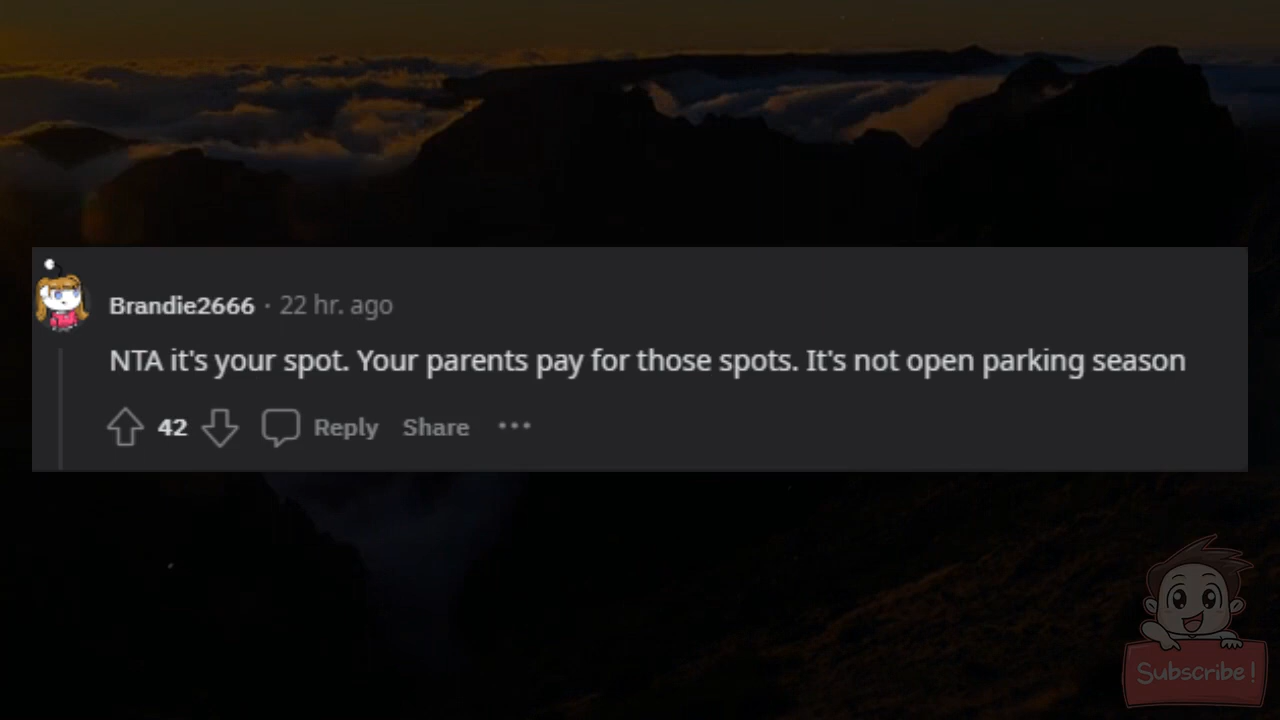 Brandie2666 · 22 hr. ago
NTA it's your spot. Your parents pay for those spots. It's not open parking season
42 Reply Share ···
Subscribe!